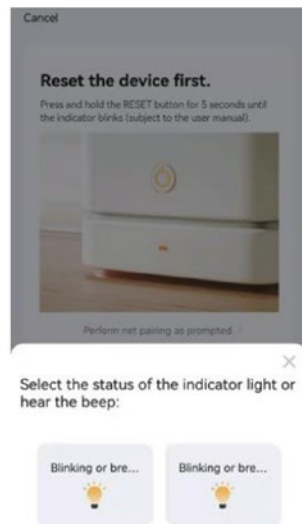 Cancel
Reset the device first.
Press and hold the RESET button for 5 seconds until
the indicator blinks (subject to the user manual).
Perform net pairing as prompted.
Select the status of the indicator light or
hear the beep:
Blinking or bre... Blinking or bre...